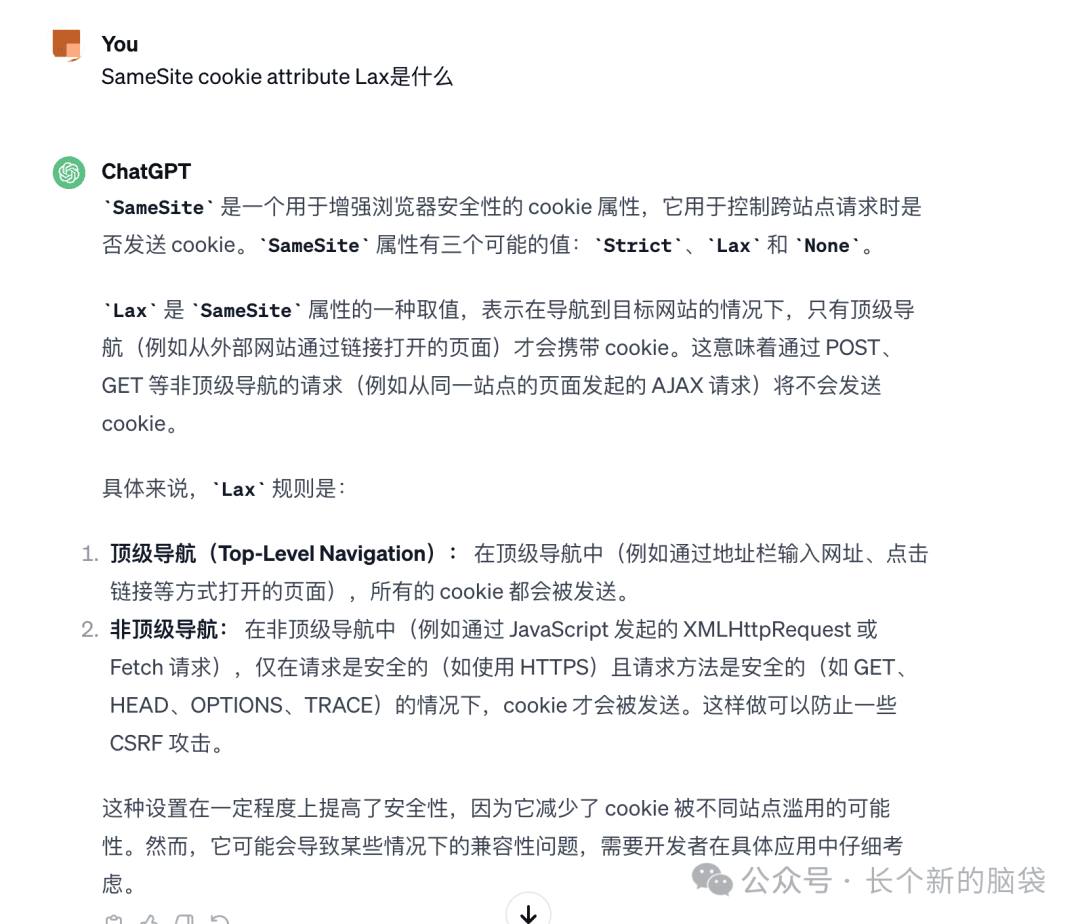 You
SameSite cookie attribute Lax是什么
ChatGPT
`SameSite` 是一个用于增强浏览器安全性的 cookie 属性，它用于控制跨站点请求时是
否发送 cookie。`SameSite` 属性有三个可能的值：`Strict`、`Lax` 和 `None`。
`Lax` 是 `SameSite` 属性的一种取值，表示在导航到目标网站的情况下，只有顶级导
航（例如从外部网站通过链接打开的页面）才会携带 cookie。这意味着通过 POST、
GET 等非顶级导航的请求（例如从同一站点的页面发起的 AJAX 请求）将不会发送
cookie。
具体来说，`Lax` 规则是：
1. 顶级导航（Top-Level Navigation）： 在顶级导航中（例如通过地址栏输入网址、点击
链接等方式打开的页面），所有的 cookie 都会被发送。
2. 非顶级导航： 在非顶级导航中（例如通过 JavaScript 发起的 XMLHttpRequest 或
Fetch 请求），仅在请求是安全的（如使用 HTTPS）且请求方法是安全的（如 GET、
HEAD、OPTIONS、TRACE）的情况下，cookie 才会被发送。这样做可以防止一些
CSRF 攻击。
这种设置在一定程度上提高了安全性，因为它减少了 cookie 被不同站点滥用的可能
性。然而，它可能会导致某些情况下的兼容性问题，需要开发者在具体应用中仔细考
虑。
公众号 · 长个新的脑袋